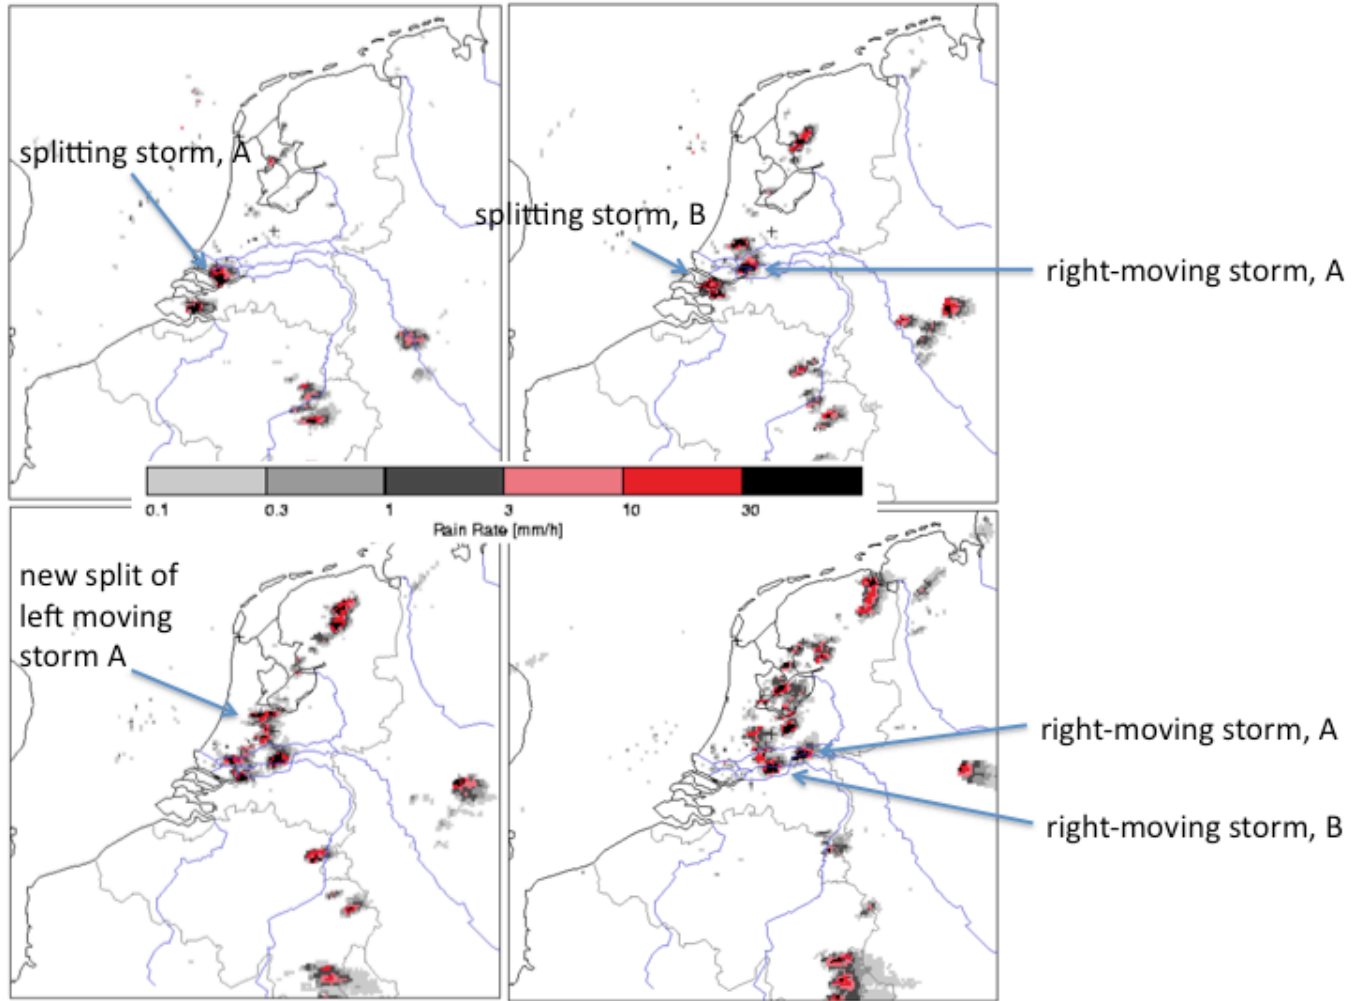 splitting storm, A
splitting storm, B
right-moving storm, A
0.1 0.3 1 3 10 30
Rain Rate [mm/h]
new split of
left moving
storm A
right-moving storm, A
right-moving storm, B